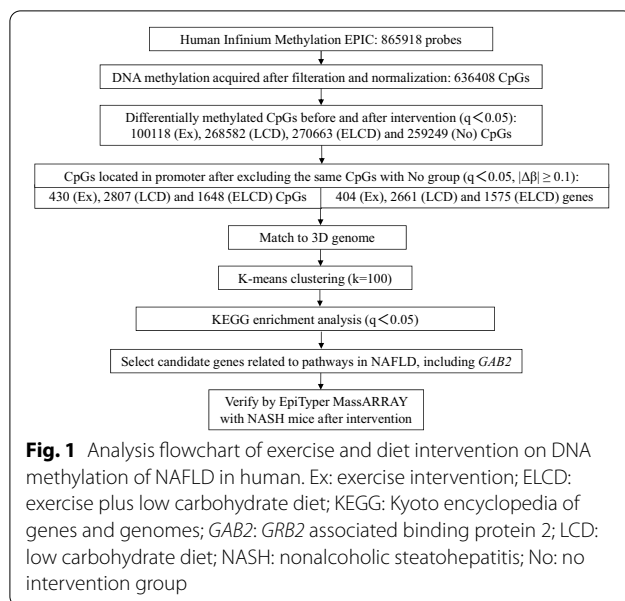 Human Infinium Methylation EPIC: 865918 probes
DNA methylation acquired after filteration and normalization: 636408 CpGs
Differentially methylated CpGs before and after intervention (q<0.05):
100118 (Ex), 268582 (LCD), 270663 (ELCD) and 259249 (No) CpGs
CpGs located in promoter after excluding the same CpGs with No group (q<0.05, |Δβ|≥0.1):
430 (Ex), 2807 (LCD) and 1648 (ELCD) CpGs
404 (Ex), 2661 (LCD) and 1575 (ELCD) genes
Match to 3D genome
K-means clustering (k=100)
KEGG enrichment analysis (q<0.05)
Select candidate genes related to pathways in NAFLD, including GAB2
Verify by EpiTyper MassARRAY
with NASH mice after intervention
Fig. 1 Analysis flowchart of exercise and diet intervention on DNA
methylation of NAFLD in human. Ex: exercise intervention; ELCD:
exercise plus low carbohydrate diet; KEGG: Kyoto encyclopedia of
genes and genomes; GAB2: GRB2 associated binding protein 2; LCD:
low carbohydrate diet; NASH: nonalcoholic steatohepatitis; No: no
intervention group